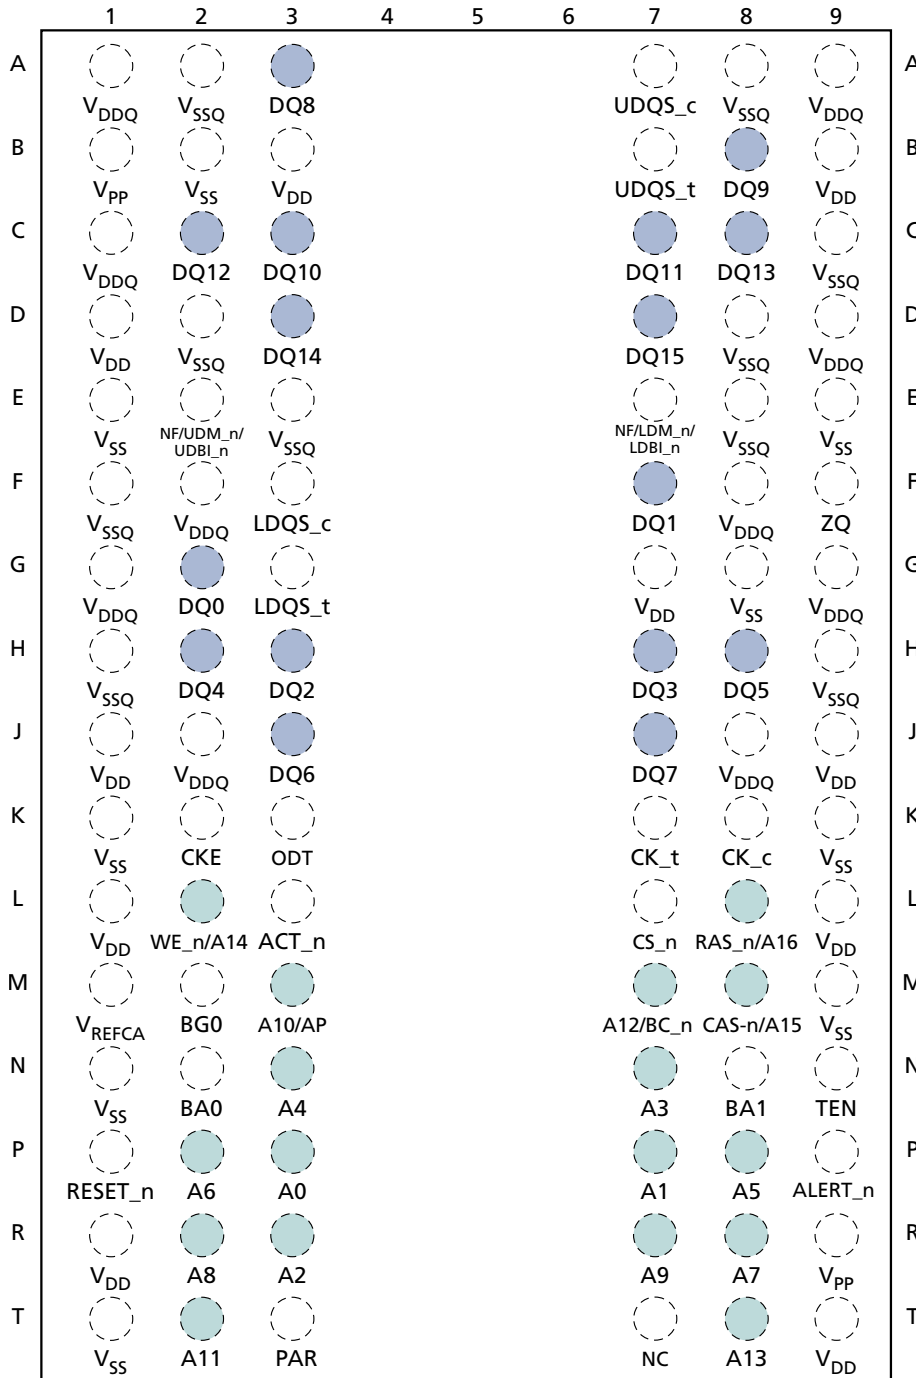 1 2 3 4 5 6 7 8 9
A A
VDDQ VSSQ DQ8 UDQS_c VSSQ VDDQ
B B
VPP VSS VDD UDQS_t DQ9 VDD
C C
VDDQ DQ12 DQ10 DQ11 DQ13 VSSQ
D D
VDD VSSQ DQ14 DQ15 VSSQ VDDQ
E E
VSS NF/UDM_n/ VSSQ NF/LDM_n/ VSSQ VSS
UDBI_n LDBI_n
F F
VSSQ VDDQ LDQS_c DQ1 VDDQ ZQ
G G
VDDQ DQ0 LDQS_t VDD VSS VDDQ
H H
VSSQ DQ4 DQ2 DQ3 DQ5 VSSQ
J J
VDD VDDQ DQ6 DQ7 VDDQ VDD
K K
VSS CKE ODT CK_t CK_c VSS
L L
VDD WE_n/A14 ACT_n CS_n RAS_n/A16 VDD
M M
VREFCA BG0 A10/AP A12/BC_n CAS-n/A15 VSS
N N
VSS BA0 A4 A3 BA1 TEN
P P
RESET_n A6 A0 A1 A5 ALERT_n
R R
VDD A8 A2 A9 A7 VPP
T T
VSS A11 PAR NC A13 VDD